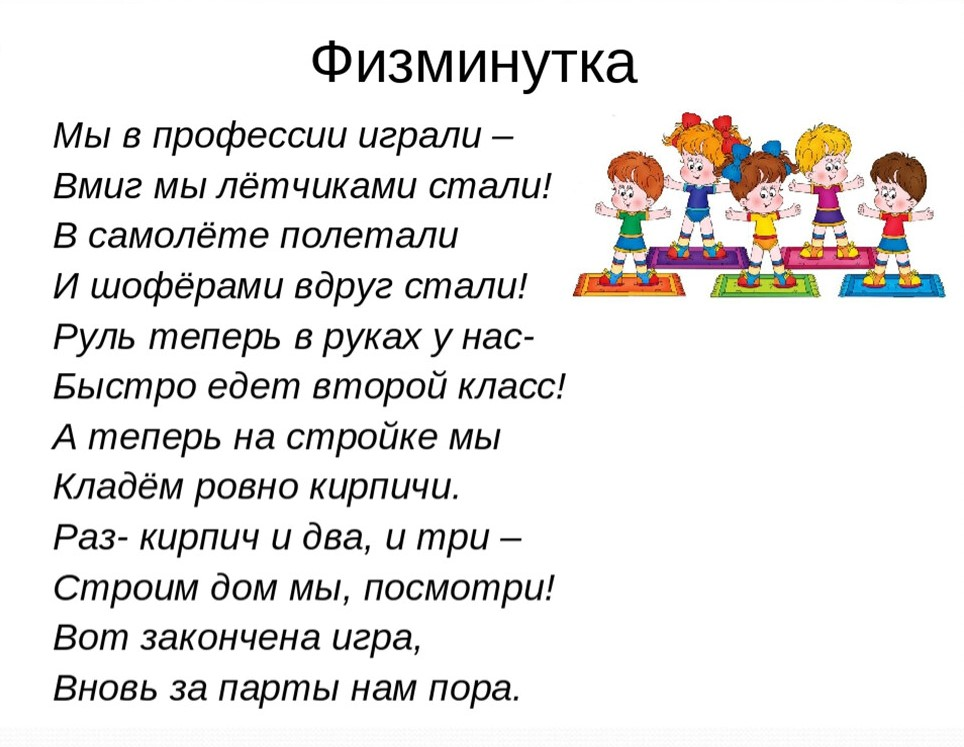 Физминутка
Мы в профессии играли –
Вмиг мы лётчиками стали!
В самолёте полетали
И шофёрами вдруг стали!
Руль теперь в руках у нас-
Быстро едет второй класс!
А теперь на стройке мы
Кладём ровно кирпичи.
Раз- кирпич и два, и три –
Строим дом мы, посмотри!
Вот закончена игра,
Вновь за парты нам пора.